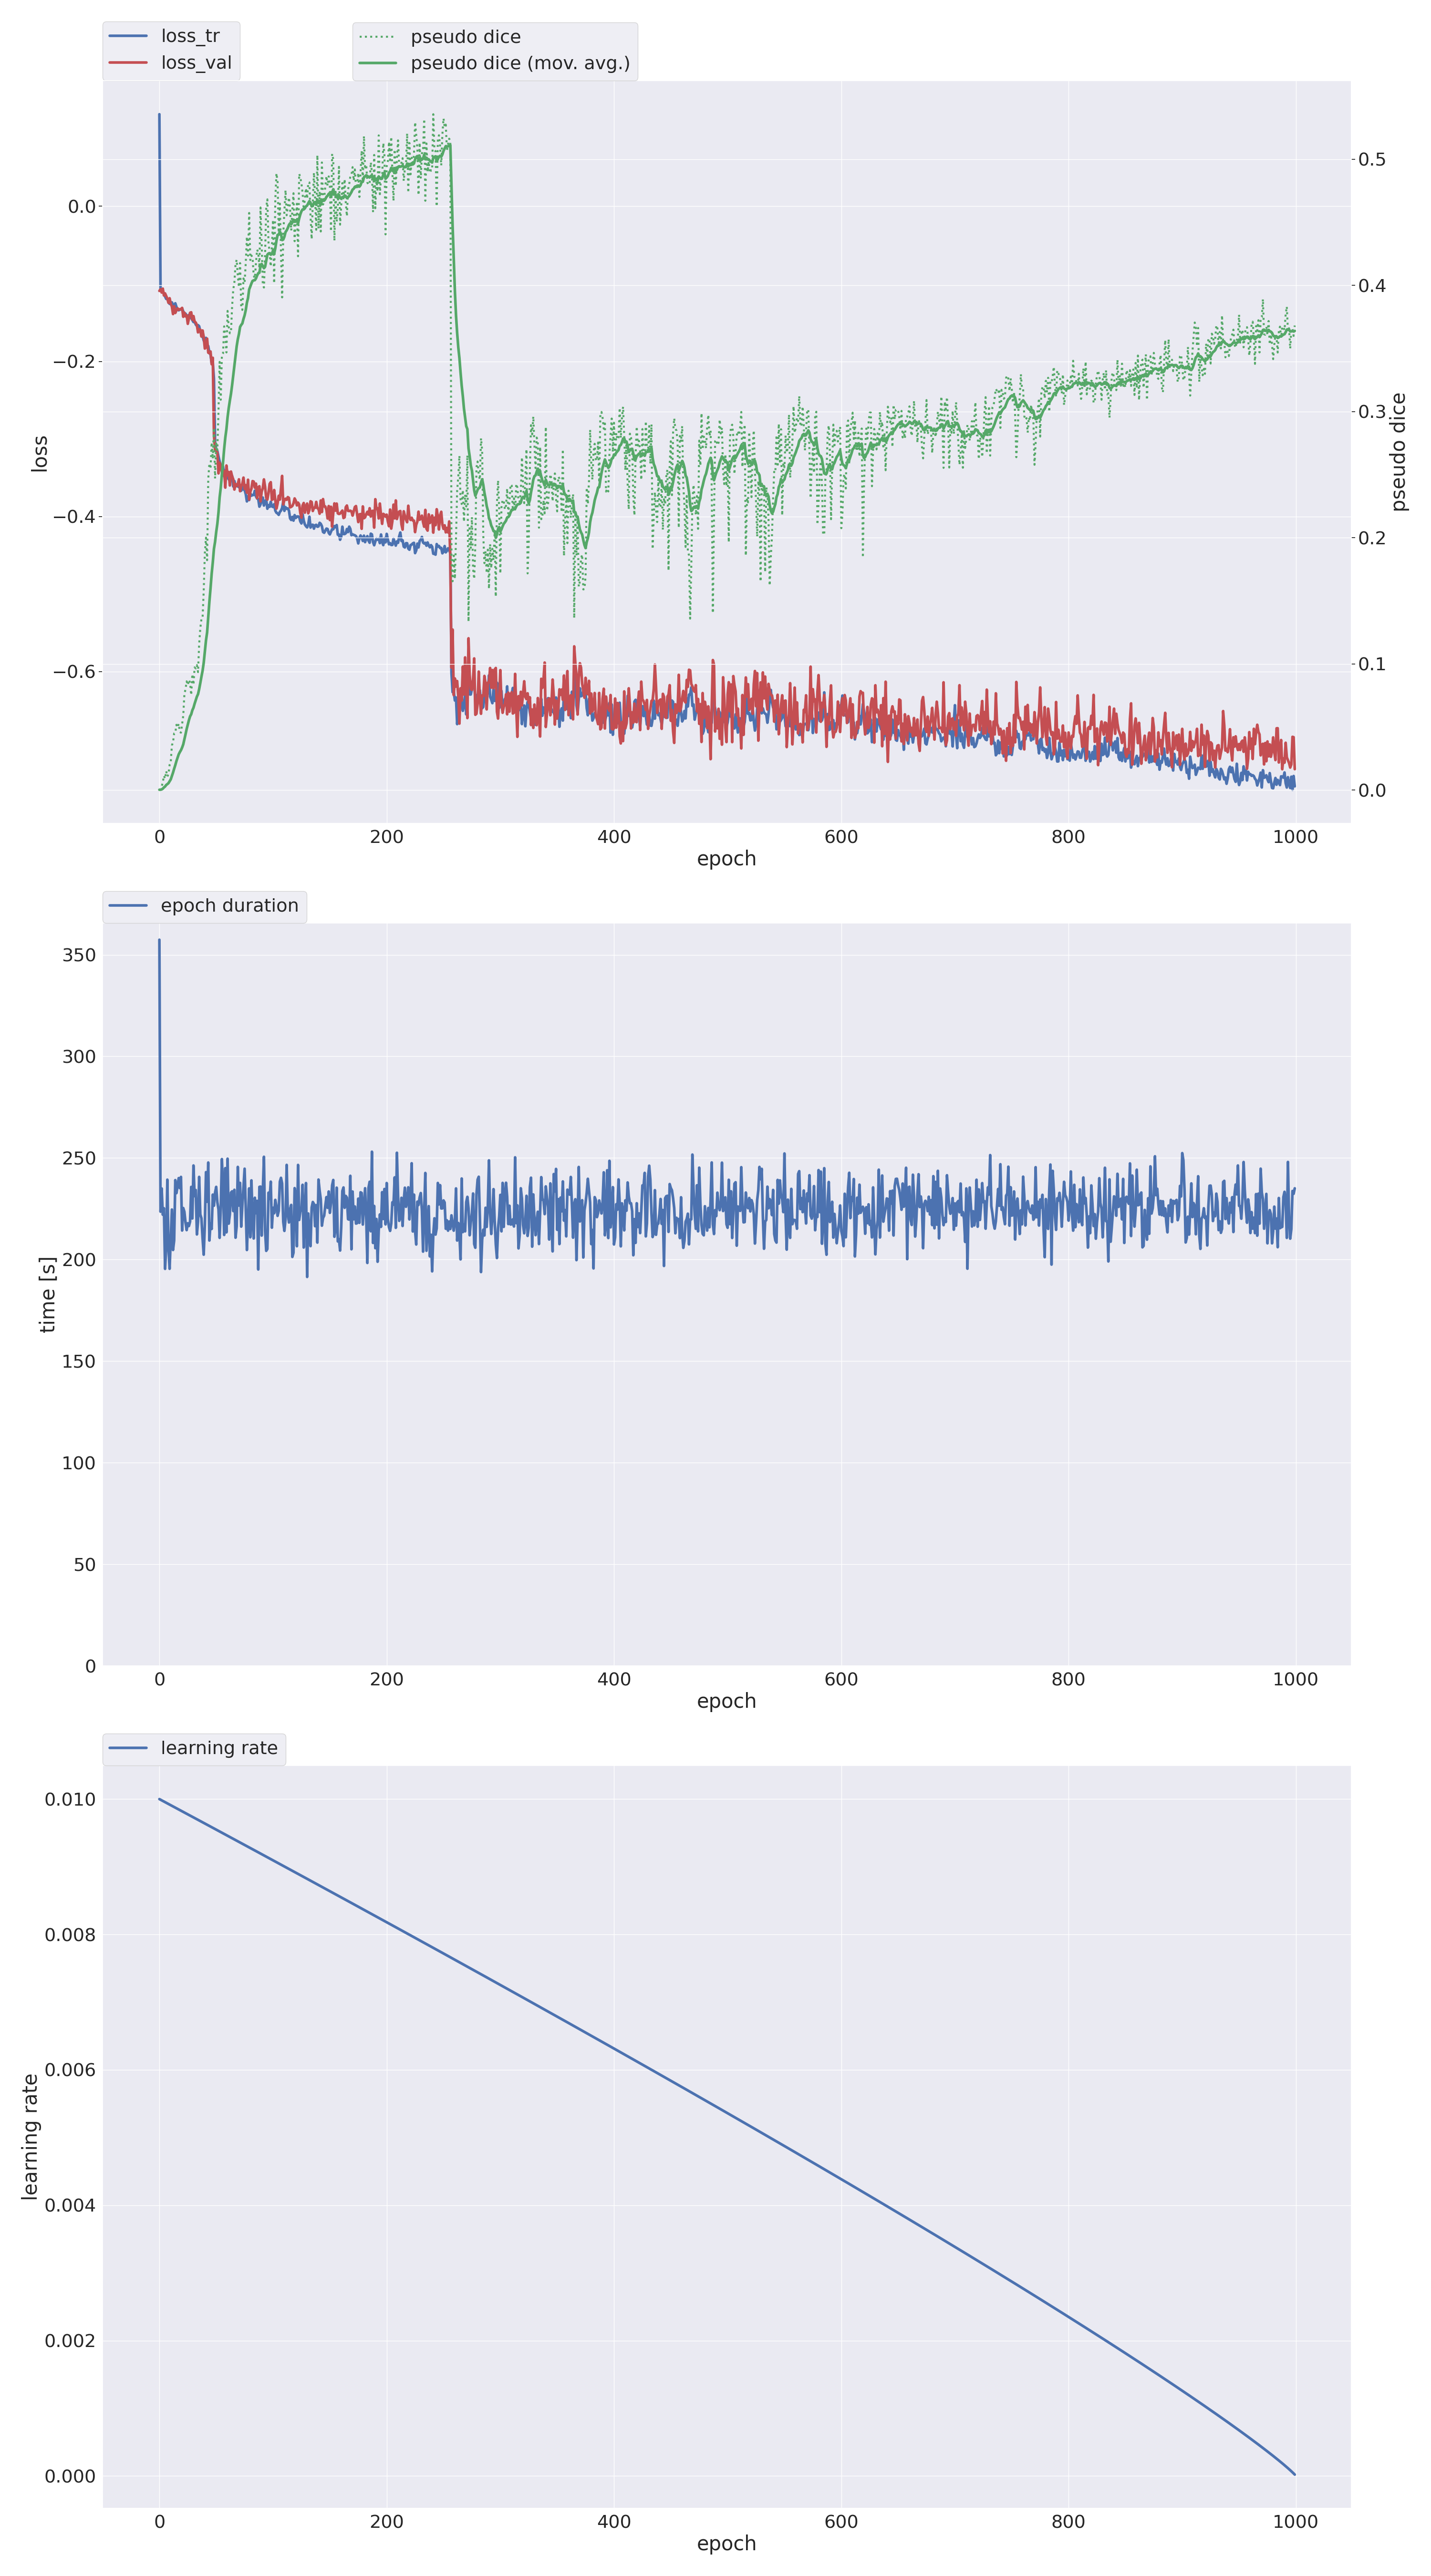 loss_tr
loss_val
pseudo dice
pseudo dice (mov. avg.)
0.0
−0.2
−0.4
−0.6
loss
0.5
0.4
0.3
0.2
0.1
0.0
pseudo dice
0 200 400 600 800 1000
epoch
epoch duration
350
300
250
200
150
100
50
0
time [s]
0 200 400 600 800 1000
epoch
learning rate
0.010
0.008
0.006
0.004
0.002
0.000
learning rate
0 200 400 600 800 1000
epoch